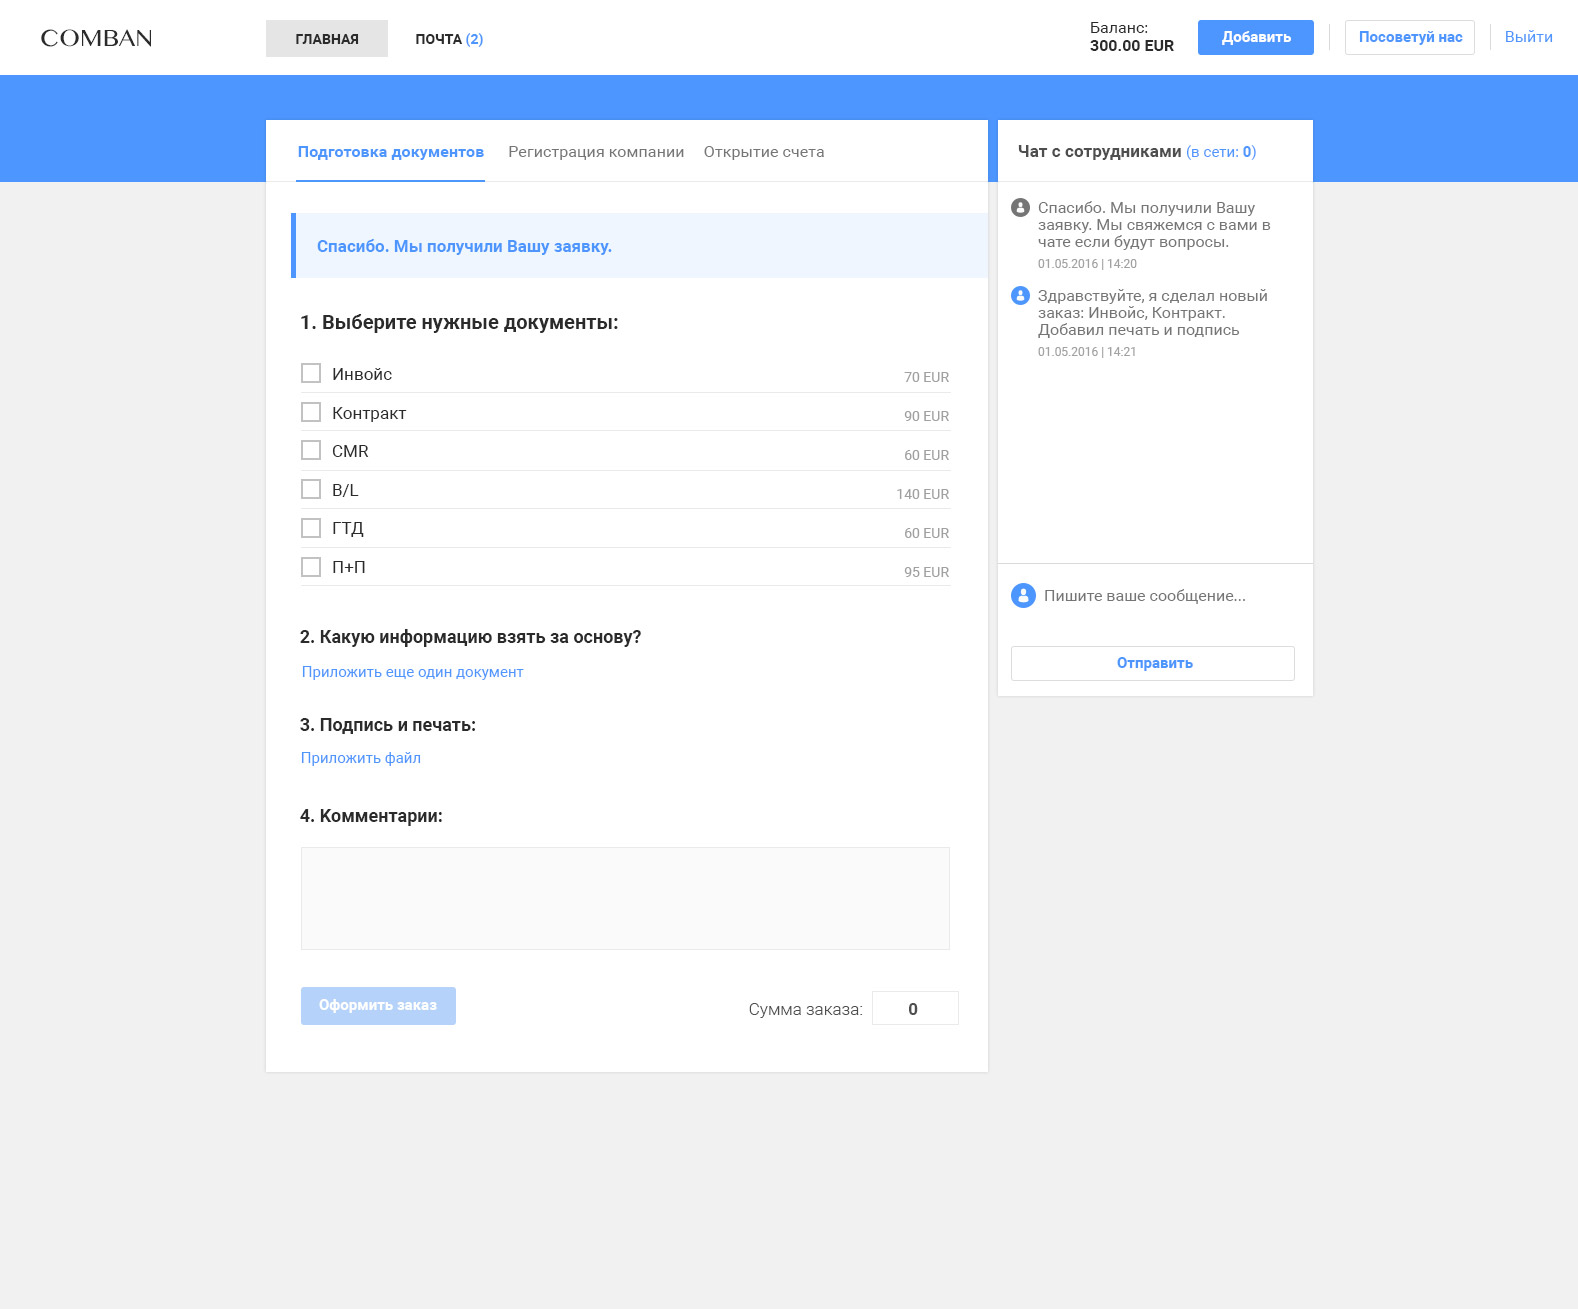 COMBAN
ГЛАВНАЯ
ПОЧТА (2)
Баланс:
300.00 EUR
Добавить
Посоветуй нас
Выйти
Подготовка документов
Регистрация компании
Открытие счета
Спасибо. Мы получили Вашу заявку.
1. Выберите нужные документы:
Инвойс 70 EUR
Контракт 90 EUR
CMR 60 EUR
B/L 140 EUR
ГТД 60 EUR
П+П 95 EUR
2. Какую информацию взять за основу?
Приложить еще один документ
3. Подпись и печать:
Приложить файл
4. Комментарии:
Оформить заказ
Сумма заказа: 0
Чат с сотрудниками (в сети: 0)
Спасибо. Мы получили Вашу
заявку. Мы свяжемся с вами в
чате если будут вопросы.
01.05.2016 | 14:20
Здравствуйте, я сделал новый
заказ: Инвойс, Контракт.
Добавил печать и подпись
01.05.2016 | 14:21
Пишите ваше сообщение...
Отправить